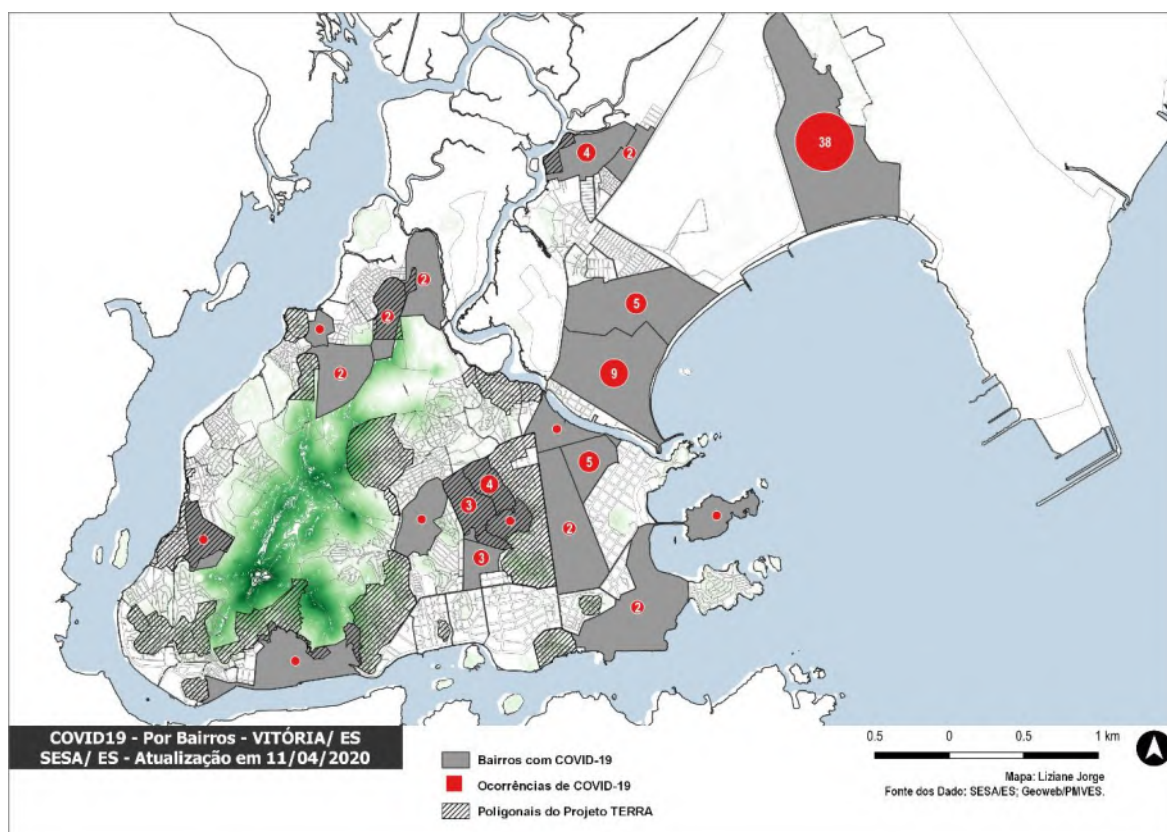 38
4
2
2
5
2
9
2
5
4
3
2
3
2
COVID19 - Por Bairros - VITÓRIA/ ES
SESA/ ES - Atualização em 11/04/2020
Bairros com COVID-19
Ocorrências de COVID-19
Poligonais do Projeto TERRA
0.5 0 0.5 1 km
Mapa: Liziane Jorge
Fonte dos Dado: SESA/ES; Geoweb/PMVES.